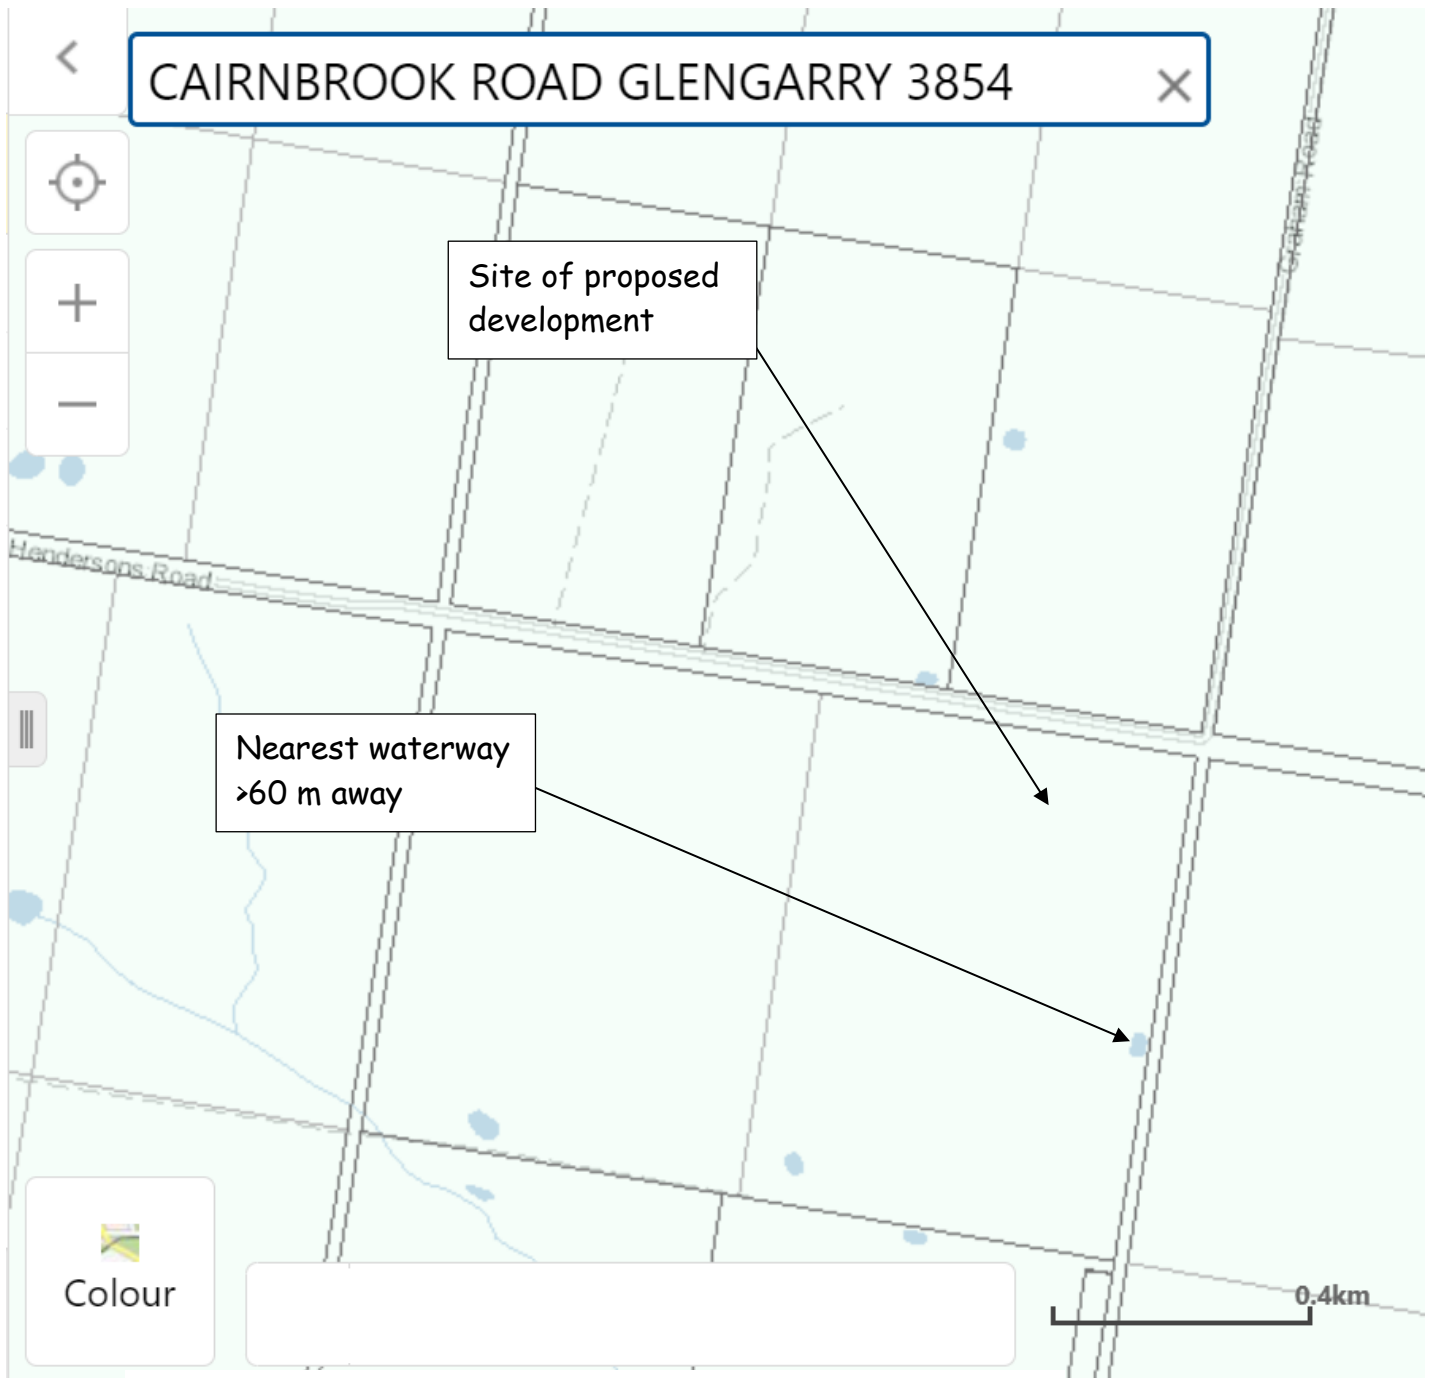 CAIRNBROOK ROAD GLENGARRY 3854
Graham Road
Site of proposed
development
Hendersons Road
Nearest waterway
>60 m away
Colour
0.4km